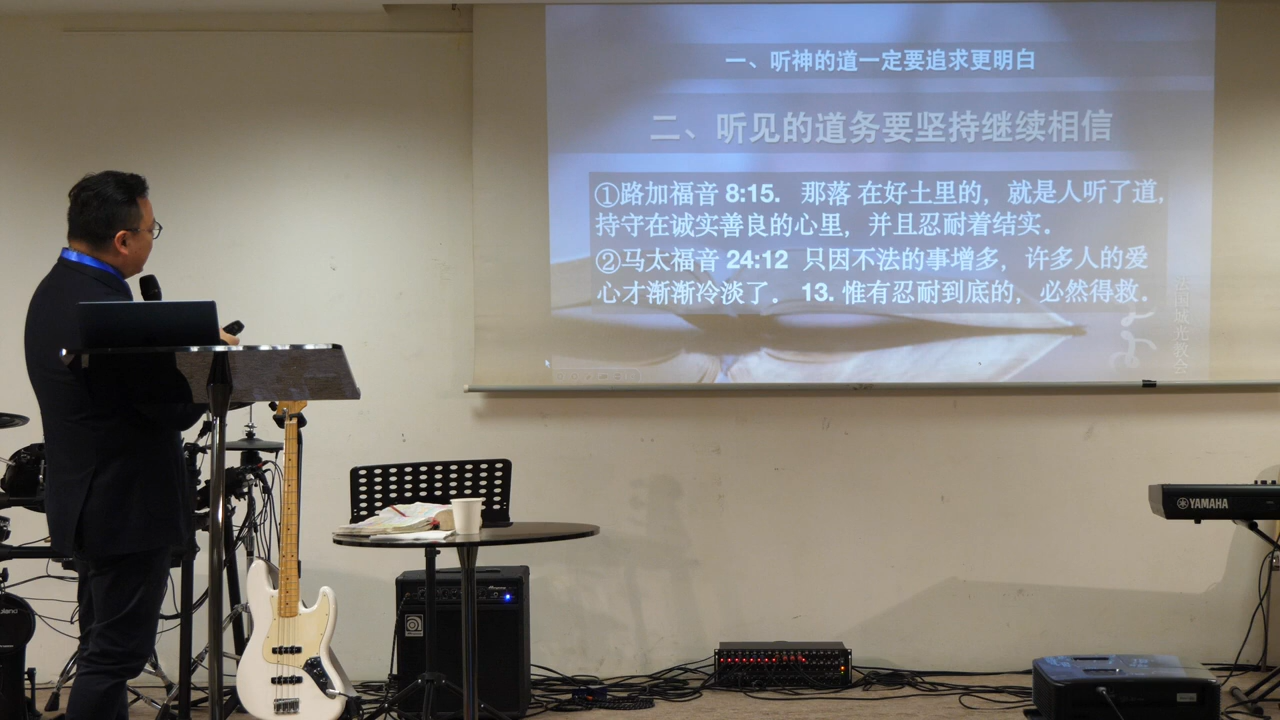 一、听神的道一定要追求更明白
二、听见的道务要坚持继续相信
①路加福音 8:15. 那落 在好土里的，就是人听了道，
持守在诚实善良的心里，并且忍耐着结实。
②马太福音 24:12 只因不法的事增多，许多人的爱
心才渐渐冷淡了。 13. 惟有忍耐到底的，必然得救。
YAMAHA
Ampeg